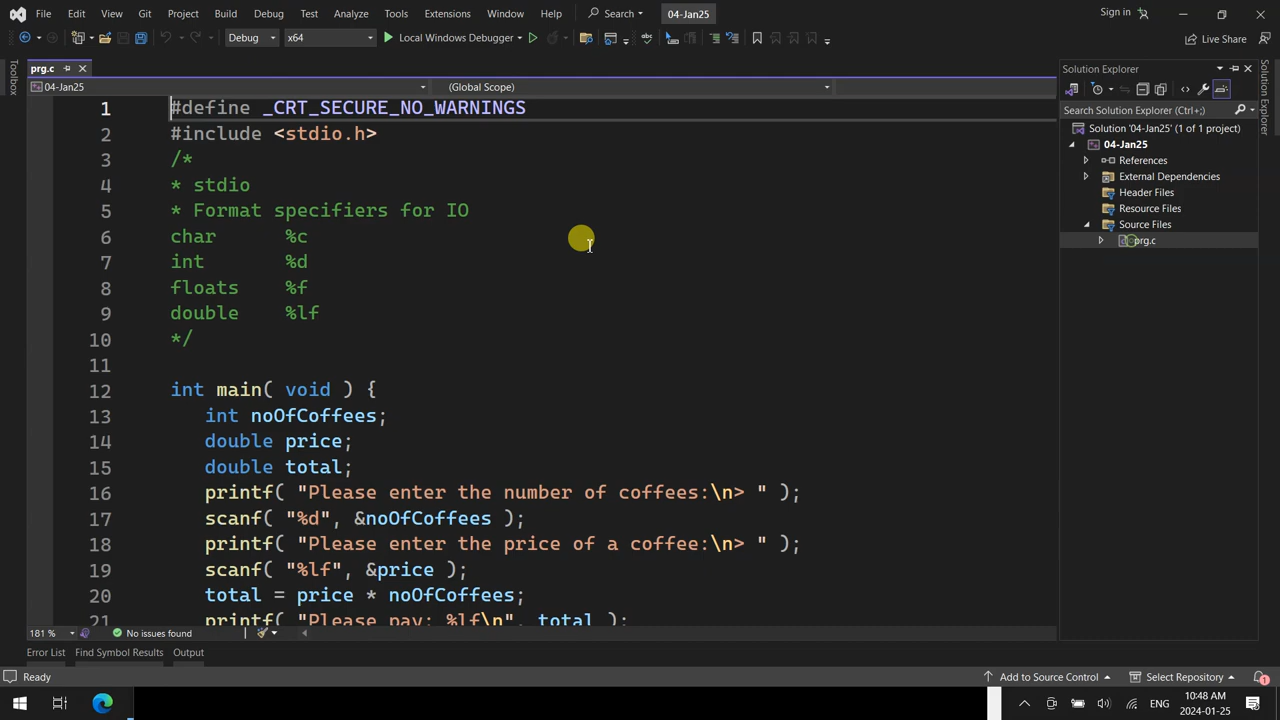 File Edit View Git Project Build Debug Test Analyze Tools Extensions Window Help Search 04-Jan25 Sign in
Debug x64 Local Windows Debugger Live Share
Toolbox
prg.c
04-Jan25 (Global Scope)
1 #define _CRT_SECURE_NO_WARNINGS
2 #include <stdio.h>
3 /*
4 * stdio
5 * Format specifiers for IO
6 char %c
7 int %d
8 floats %f
9 double %lf
10 */
11
12 int main( void ) {
13 int noOfCoffees;
14 double price;
15 double total;
16 printf( "Please enter the number of coffees:\n> " );
17 scanf( "%d", &noOfCoffees );
18 printf( "Please enter the price of a coffee:\n> " );
19 scanf( "%lf", &price );
20 total = price * noOfCoffees;
21 printf( "Please pay: %lf\n", total );
181 % No issues found
Solution Explorer
Search Solution Explorer (Ctrl+;)
Solution '04-Jan25' (1 of 1 project)
04-Jan25
References
External Dependencies
Header Files
Resource Files
Source Files
prg.c
Solution Explorer
Error List Find Symbol Results Output
Ready Add to Source Control Select Repository 1
ENG 10:48 AM
2024-01-25